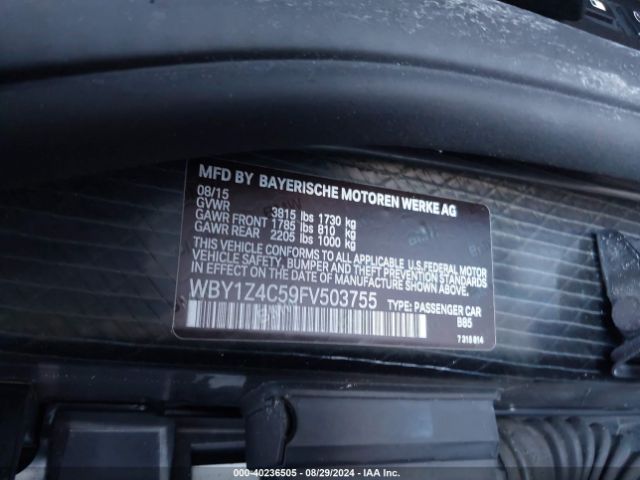 MFD BY BAYERISCHE MOTOREN WERKE AG
08/15
GVWR 3815 lbs 1730 kg
GAWR FRONT 1785 lbs 810 kg
GAWR REAR 2205 lbs 1000 kg
THIS VEHICLE CONFORMS TO ALL APPLICABLE U.S.FEDERAL MOTOR
VEHICLE SAFETY, BUMPER, AND THEFT PREVENTION STANDARDS
IN EFFECT ON THE DATE OF MANUFACTURE SHOWN ABOVE.
WBY1Z4C59FV503755 TYPE: PASSENGER CAR
B85
7 318 814
000-40236505 - 08/29/2024 - IAA Inc.